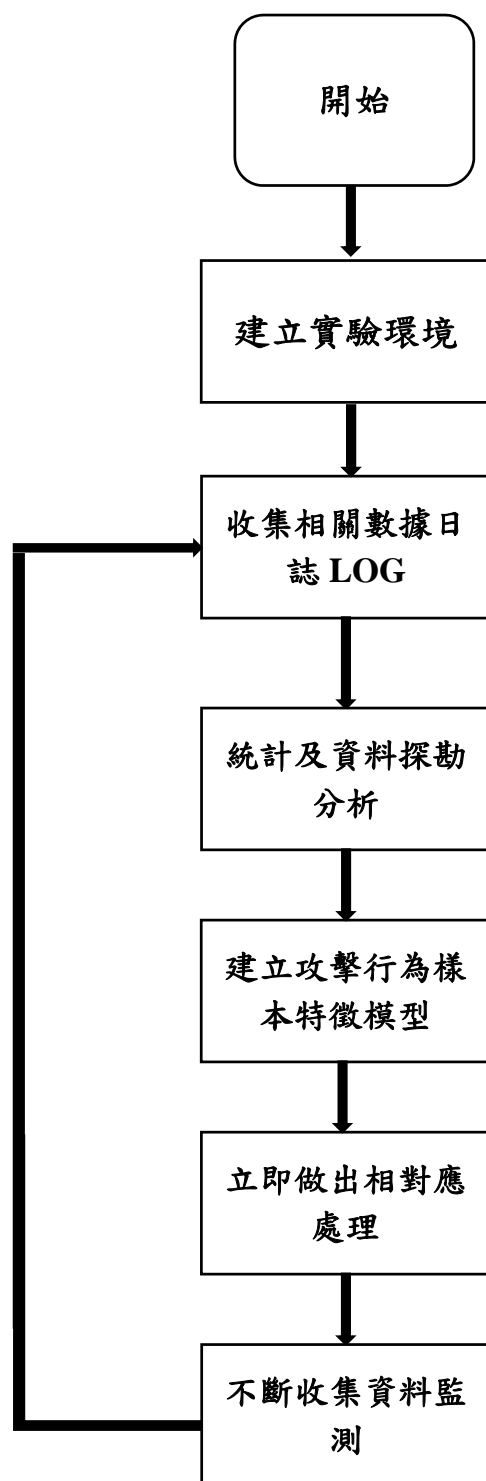 開始
建立實驗環境
收集相關數據日
誌 LOG
統計及資料探勘
分析
建立攻擊行為樣
本特徵模型
立即做出相對應
處理
不斷收集資料監
測